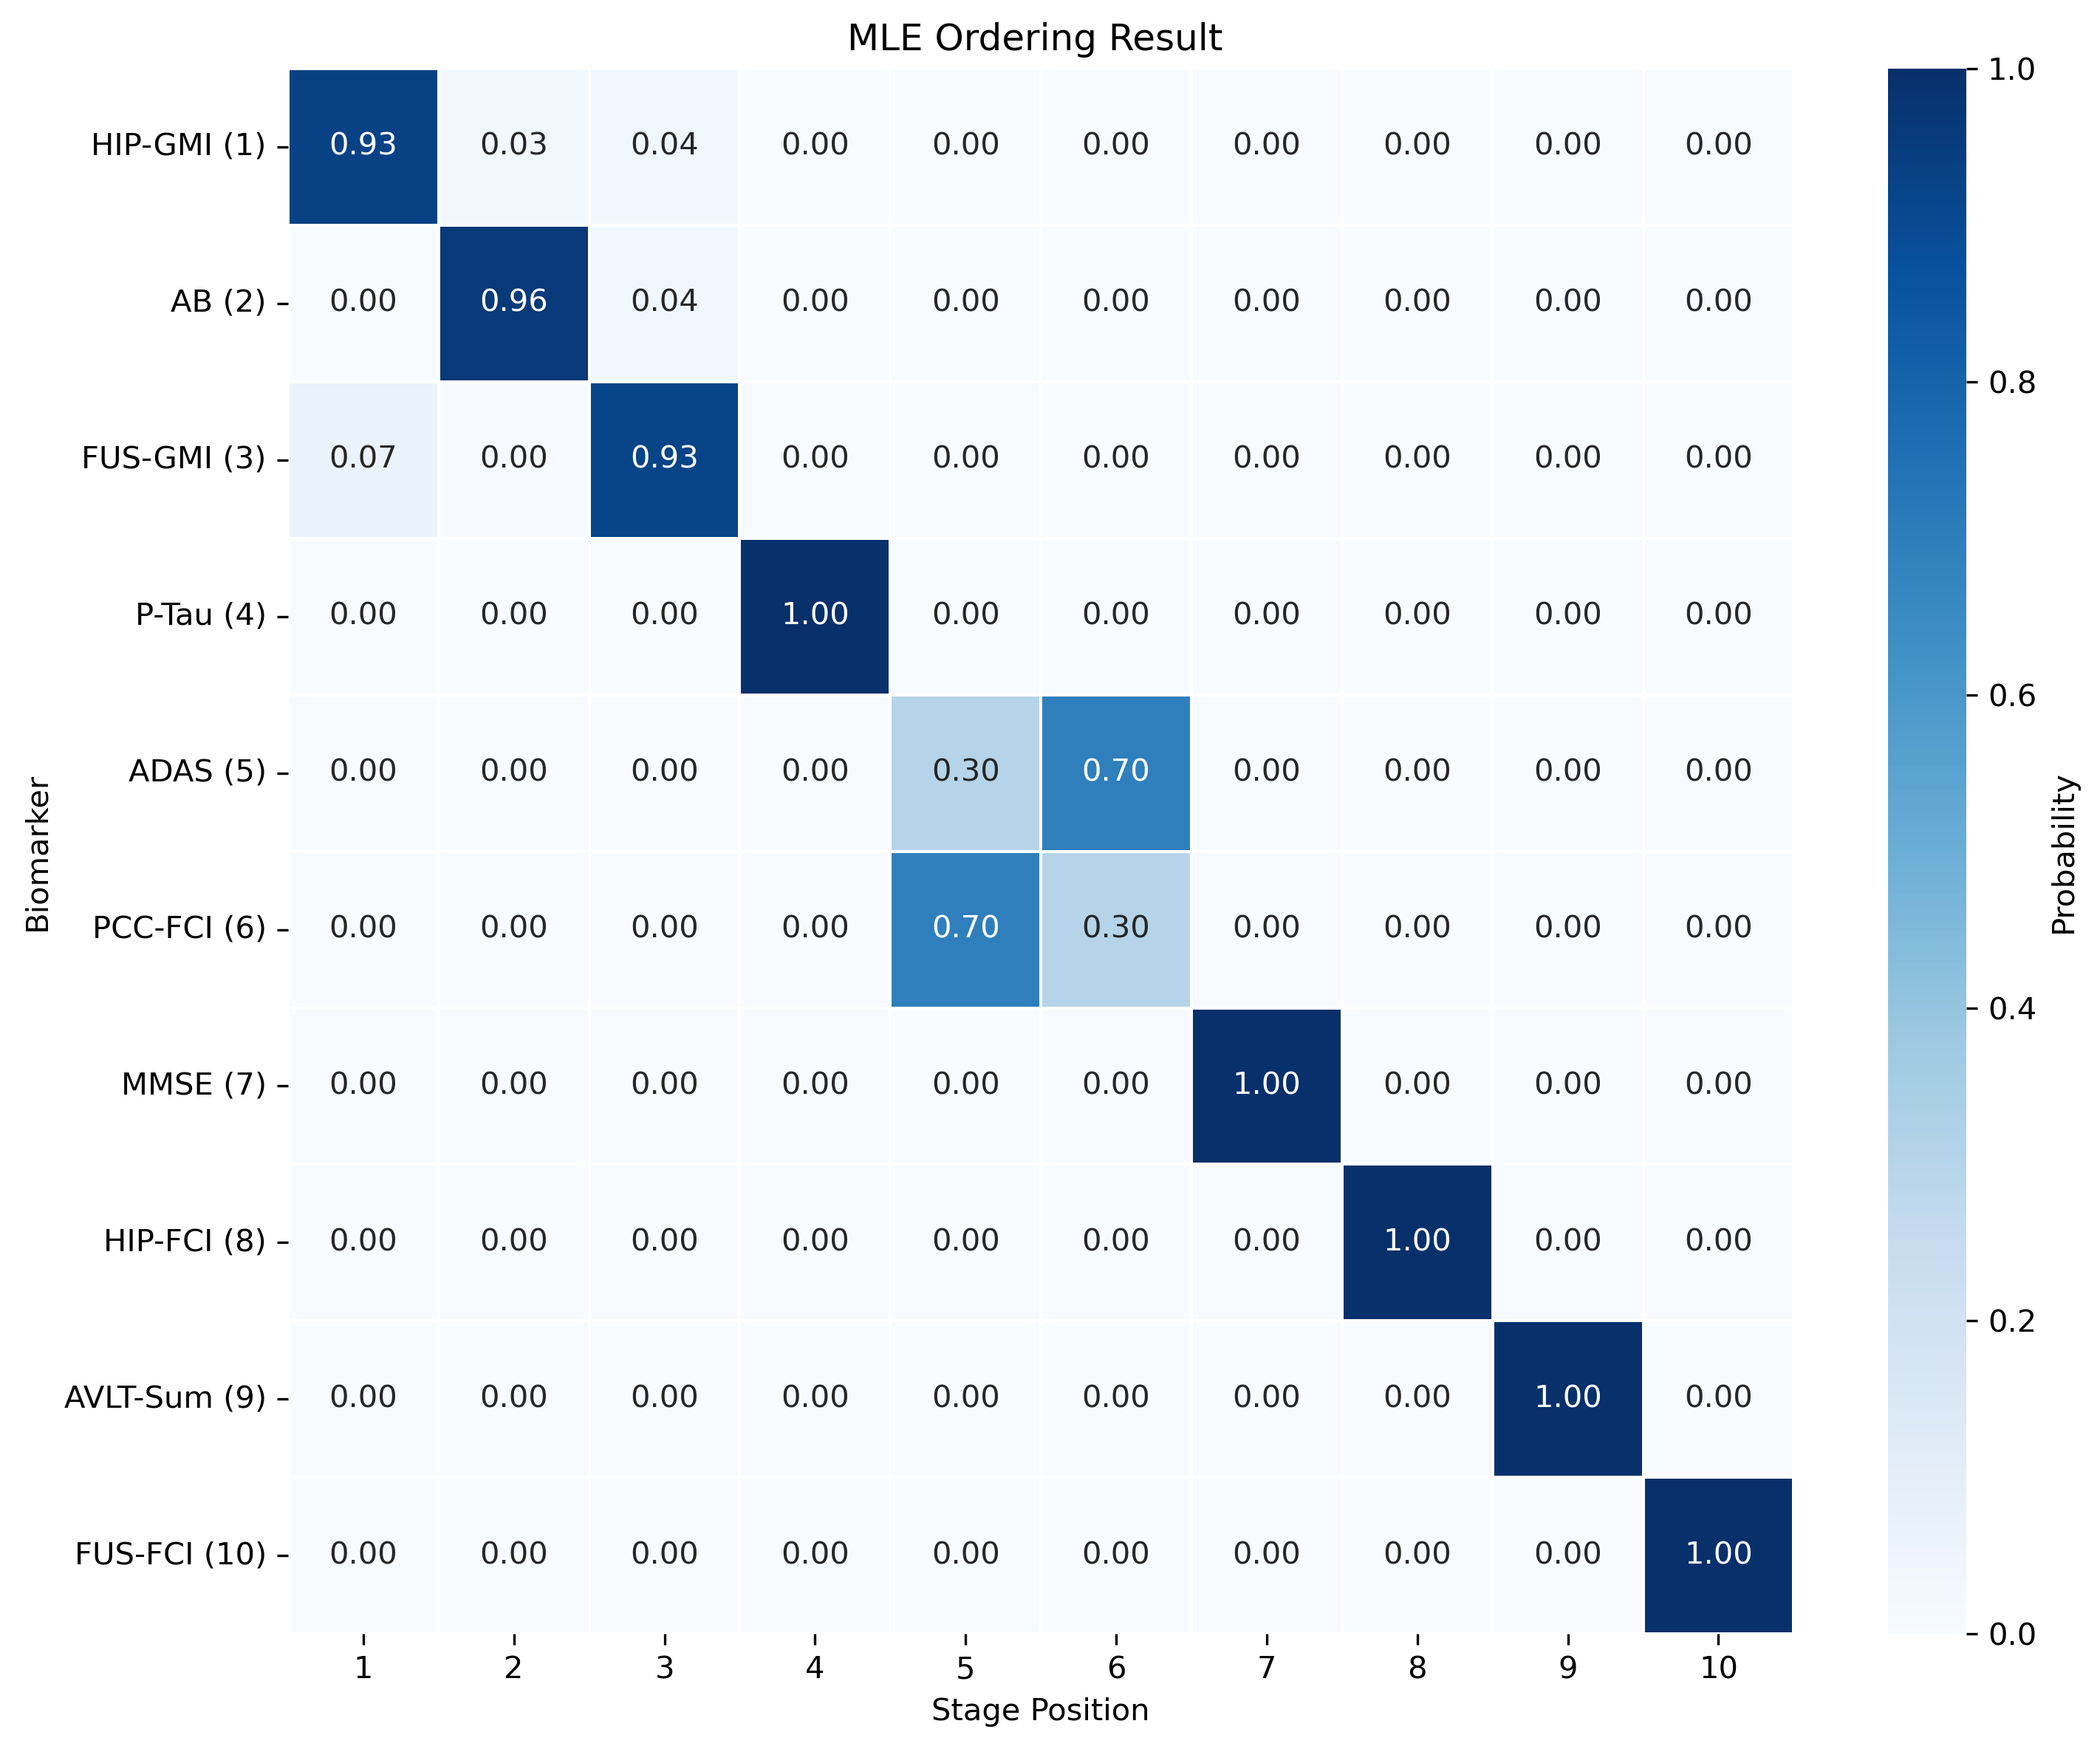 MLE Ordering Result
HIP-GMI (1) 0.93 0.03 0.04 0.00 0.00 0.00 0.00 0.00 0.00 0.00
AB (2) 0.00 0.96 0.04 0.00 0.00 0.00 0.00 0.00 0.00 0.00
FUS-GMI (3) 0.07 0.00 0.93 0.00 0.00 0.00 0.00 0.00 0.00 0.00
P-Tau (4) 0.00 0.00 0.00 1.00 0.00 0.00 0.00 0.00 0.00 0.00
ADAS (5) 0.00 0.00 0.00 0.00 0.30 0.70 0.00 0.00 0.00 0.00
PCC-FCI (6) 0.00 0.00 0.00 0.00 0.70 0.30 0.00 0.00 0.00 0.00
MMSE (7) 0.00 0.00 0.00 0.00 0.00 0.00 1.00 0.00 0.00 0.00
HIP-FCI (8) 0.00 0.00 0.00 0.00 0.00 0.00 0.00 1.00 0.00 0.00
AVLT-Sum (9) 0.00 0.00 0.00 0.00 0.00 0.00 0.00 0.00 1.00 0.00
FUS-FCI (10) 0.00 0.00 0.00 0.00 0.00 0.00 0.00 0.00 0.00 1.00
1 2 3 4 5 6 7 8 9 10
Stage Position
Biomarker
1.0
0.8
0.6
0.4
0.2
0.0
Probability